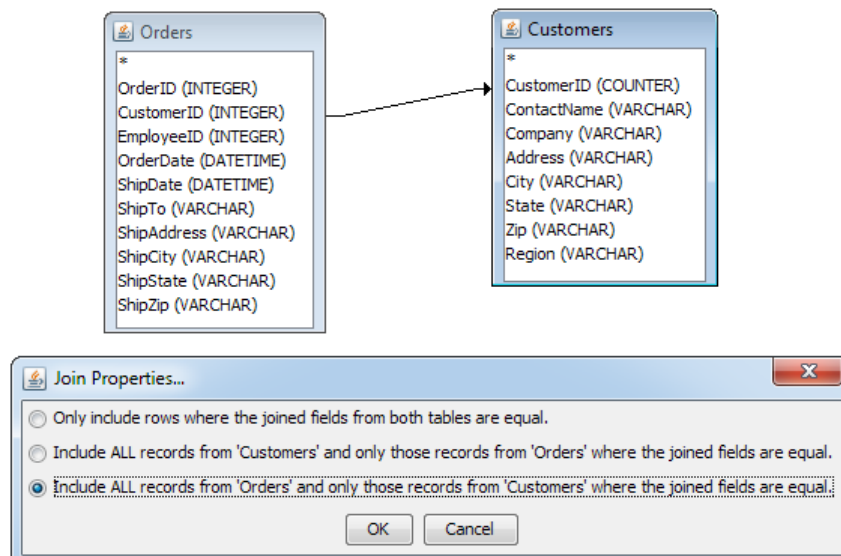 Orders
*
OrderID (INTEGER)
CustomerID (INTEGER)
EmployeeID (INTEGER)
OrderDate (DATETIME)
ShipDate (DATETIME)
ShipTo (VARCHAR)
ShipAddress (VARCHAR)
ShipCity (VARCHAR)
ShipState (VARCHAR)
ShipZip (VARCHAR)
Customers
*
CustomerID (COUNTER)
ContactName (VARCHAR)
Company (VARCHAR)
Address (VARCHAR)
City (VARCHAR)
State (VARCHAR)
Zip (VARCHAR)
Region (VARCHAR)
Join Properties...
Only include rows where the joined fields from both tables are equal.
Include ALL records from 'Customers' and only those records from 'Orders' where the joined fields are equal.
Include ALL records from 'Orders' and only those records from 'Customers' where the joined fields are equal.
OK Cancel